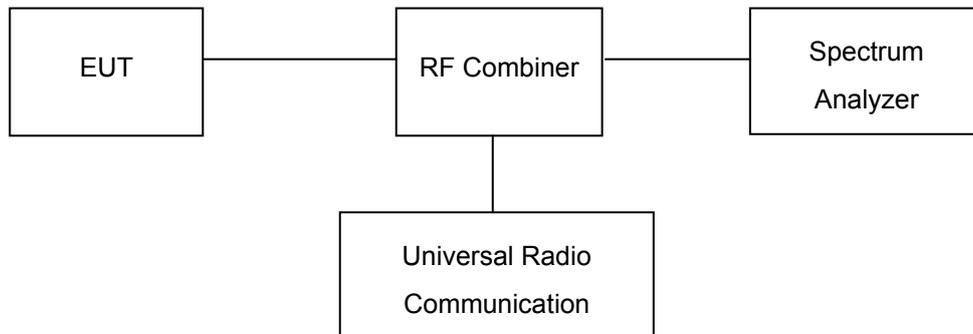 EUT
RF Combiner
Spectrum
Analyzer
Universal Radio
Communication